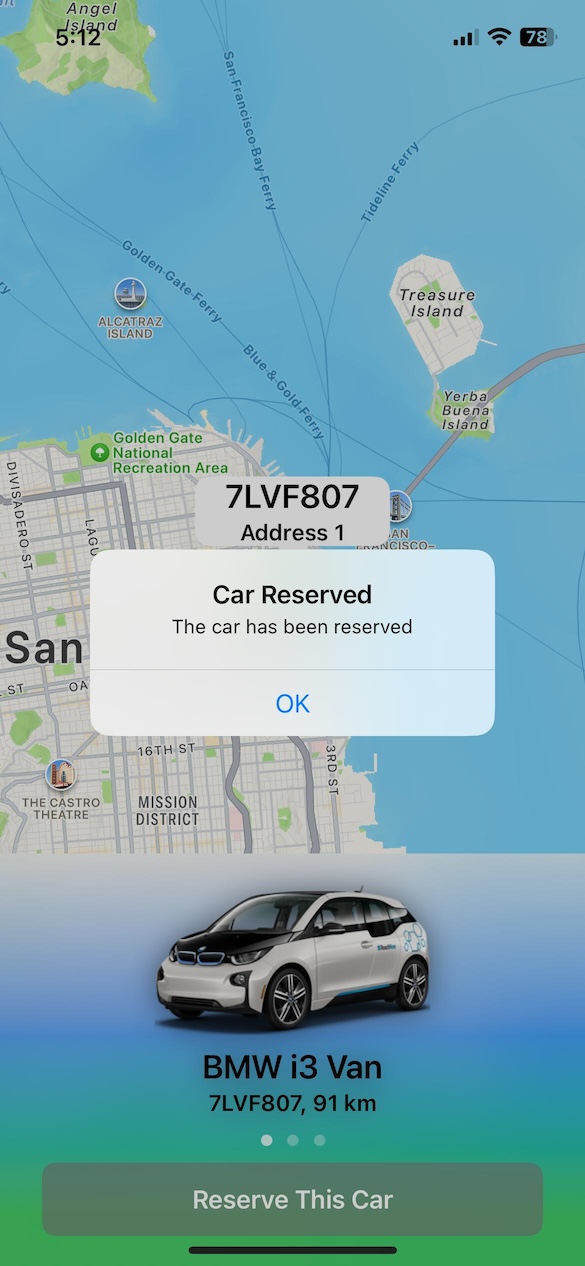 Angel
Island
5:12
78
San Francisco Bay Ferry
Tideline Ferry
Golden Gate Ferry
Treasure
Island
ALCATRAZ
ISLAND
Blue & Gold Ferry
Yerba
Buena
Island
Golden Gate
National
Recreation Area
DIVISADERO ST
LAGU
7LVF807
Address 1
SAN
FRANCISCO–
Car Reserved
The car has been reserved
OK
San
ST
OA
16TH ST
3RD ST
THE CASTRO
THEATRE
MISSION
DISTRICT
BMW i3 Van
7LVF807, 91 km
Reserve This Car